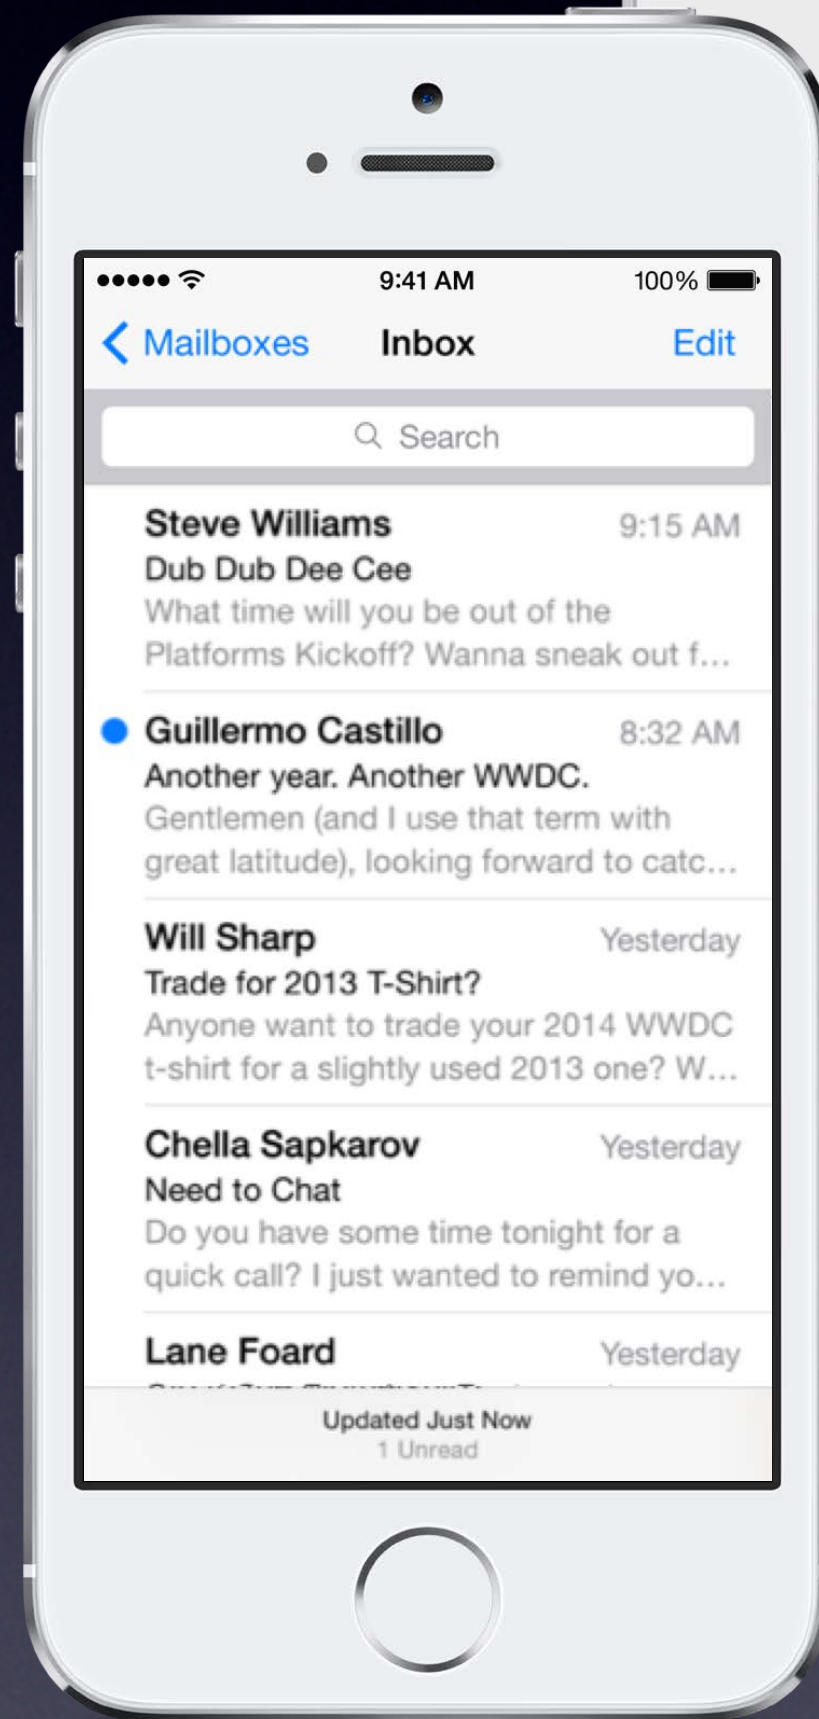 9:41 AM 100%
Mailboxes Inbox Edit
Search
Steve Williams 9:15 AM
Dub Dub Dee Cee
What time will you be out of the
Platforms Kickoff? Wanna sneak out f...
Guillermo Castillo 8:32 AM
Another year. Another WWDC.
Gentlemen (and I use that term with
great latitude), looking forward to catc...
Will Sharp Yesterday
Trade for 2013 T-Shirt?
Anyone want to trade your 2014 WWDC
t-shirt for a slightly used 2013 one? W...
Chella Sapkarov Yesterday
Need to Chat
Do you have some time tonight for a
quick call? I just wanted to remind yo...
Lane Foard Yesterday
Updated Just Now
1 Unread